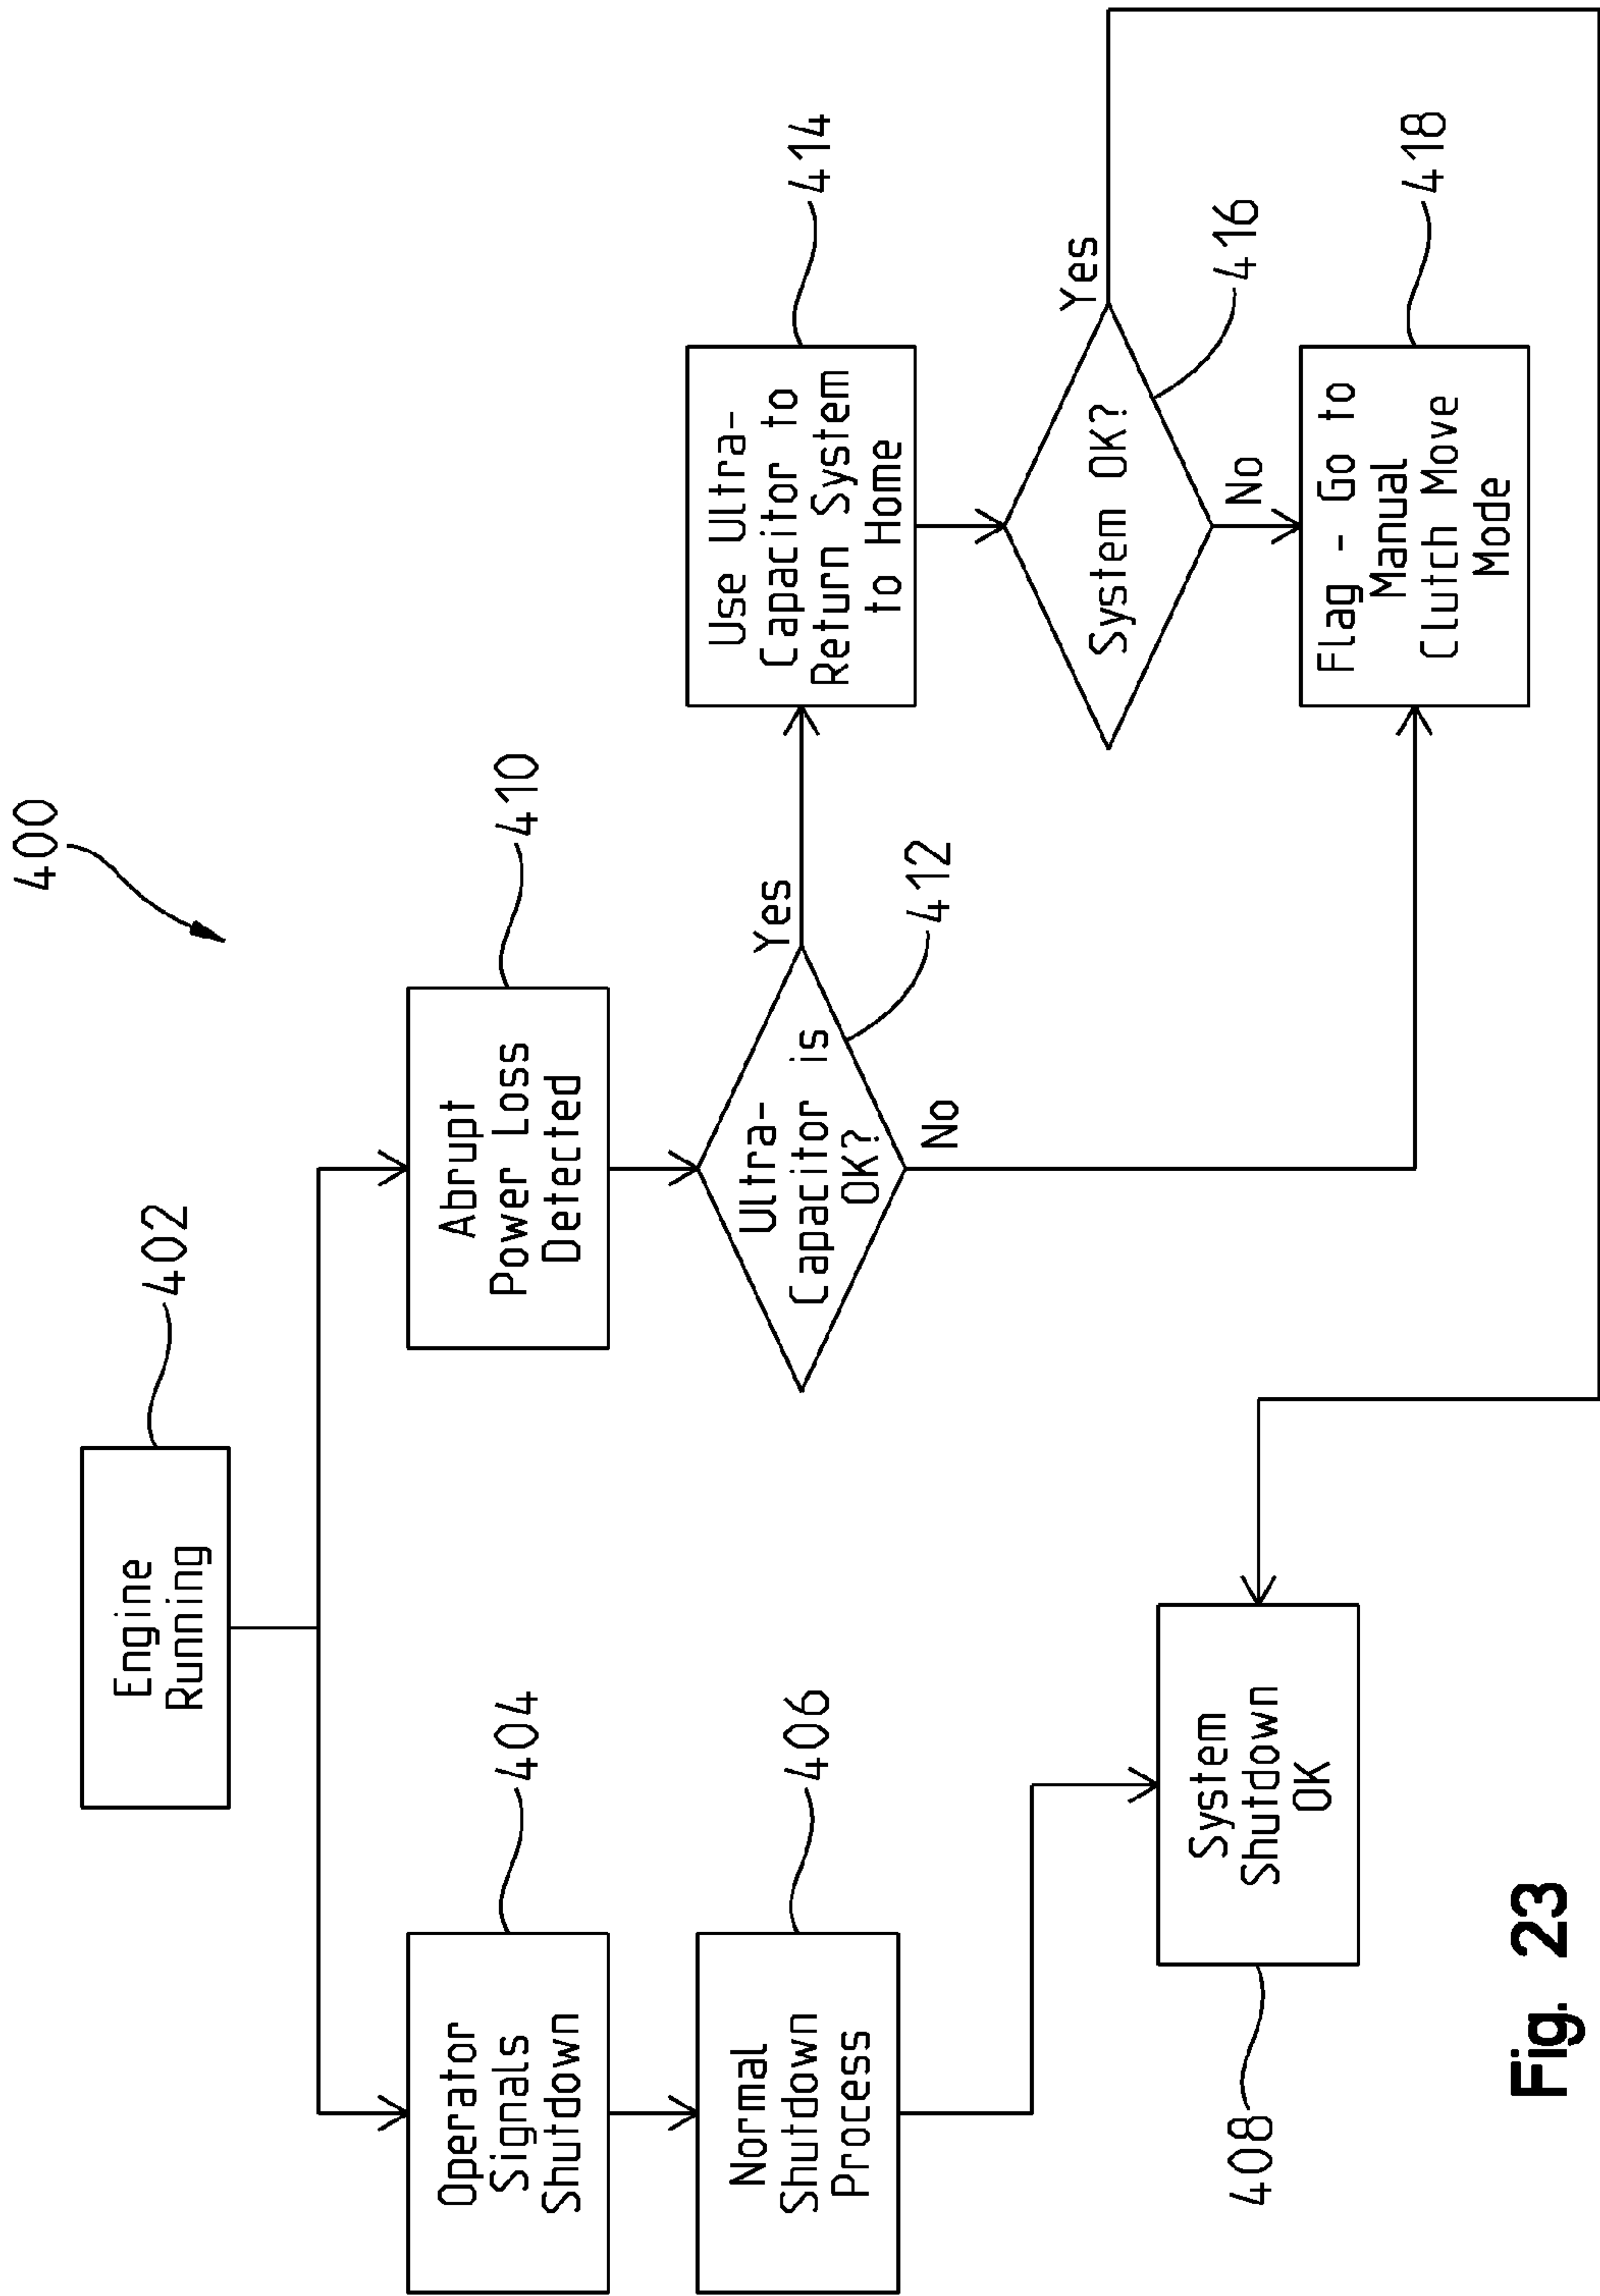 400
Engine
Running
402
Operator
Signals
Shutdown
404
Abrupt
Power Loss
Detected
410
Normal
Shutdown
Process
406
Ultra-
Capacitor is
OK?
Yes
412
No
Use Ultra-
Capacitor to
Return System
to Home
414
System OK?
Yes
416
No
System
Shutdown
OK
408
Flag - Go to
Manual
Clutch Move
Mode
418
Fig. 23